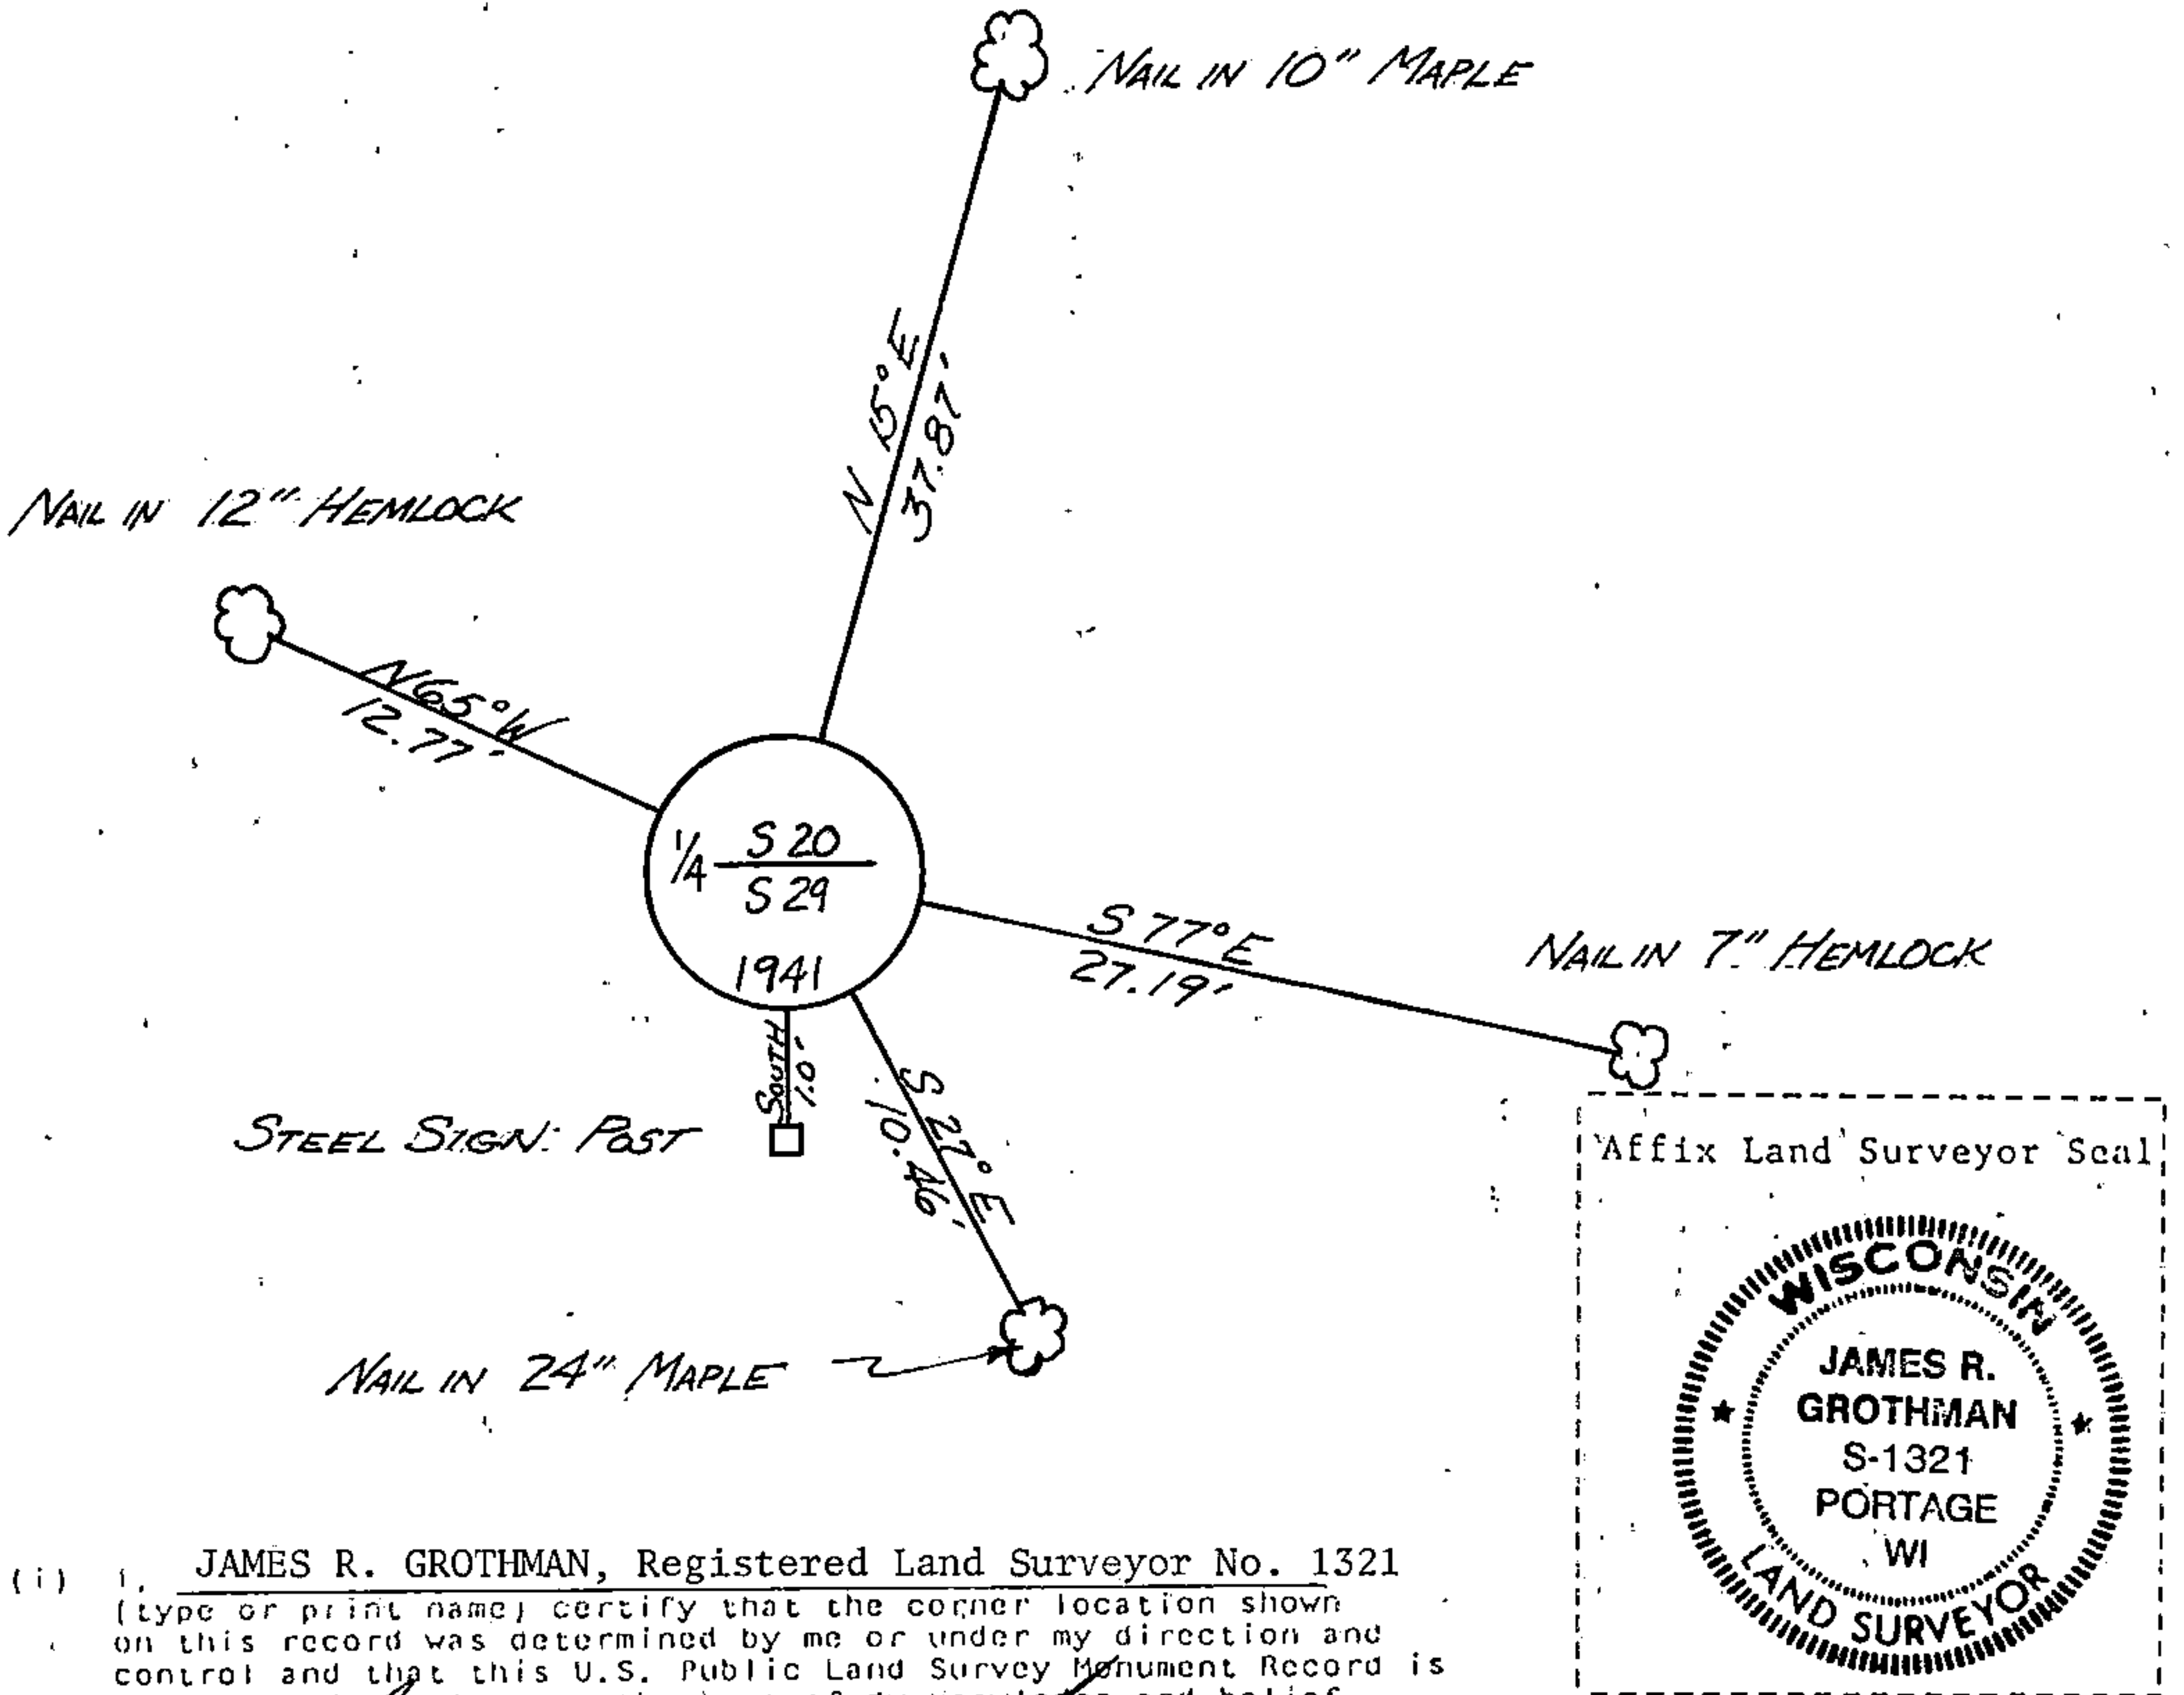 NAIL IN 10" MAPLE
N 15° E
37.87'
NAIL IN 12" HEMLOCK
N65°W
12.77'
1/4 S 20
S 29
1941
S 77° E
27.19'
NAIL IN 7" HEMLOCK
SOUTH
1.0'
S 27° E
10.46'
STEEL SIGN POST
NAIL IN 24" MAPLE
Affix Land Surveyor Seal
WISCONSIN
JAMES R.
GROTHMAN
S-1321
PORTAGE
WI
LAND SURVEYOR
(i) I, JAMES R. GROTHMAN, Registered Land Surveyor No. 1321
(type or print name) certify that the corner location shown
on this record was determined by me or under my direction and
control and that this U.S. Public Land Survey Monument Record is
and belief